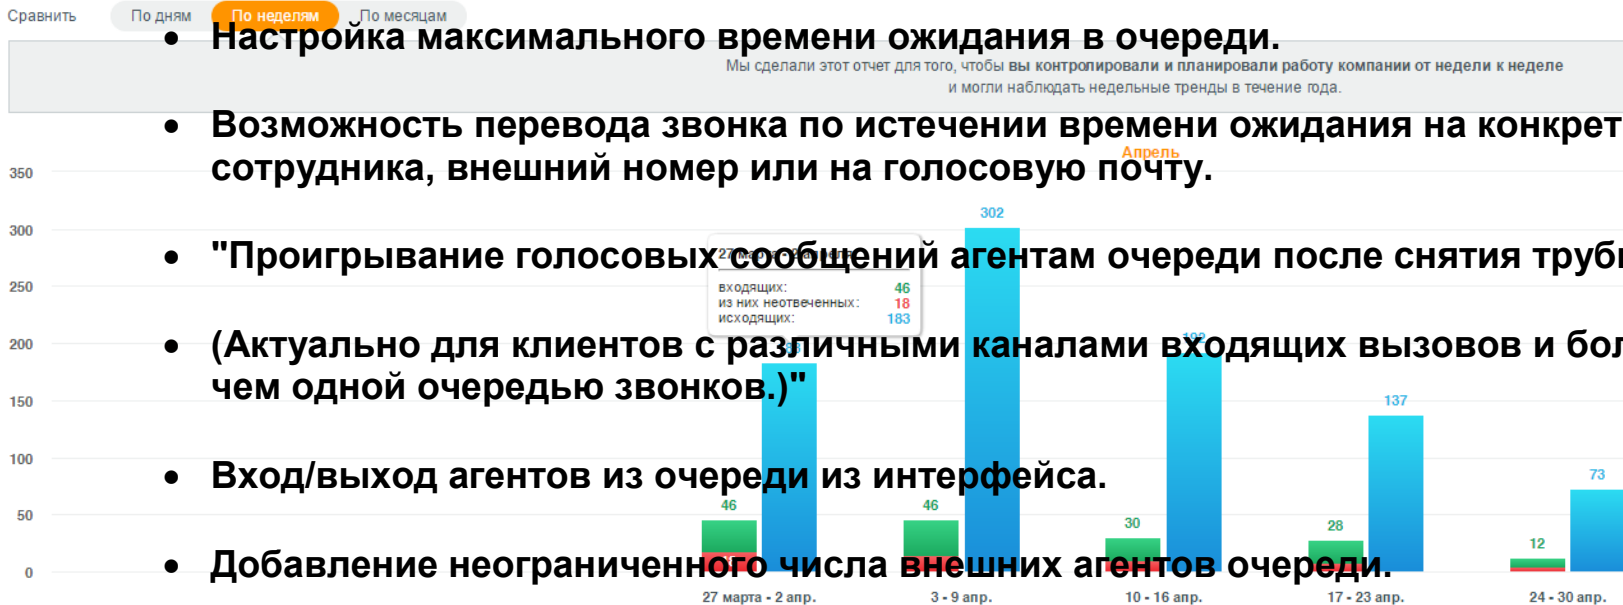 Сравнить По дням По неделям По месяцам
• Настройка максимального времени ожидания в очереди.
Мы сделали этот отчет для того, чтобы вы контролировали и планировали работу компании от недели к неделе
и могли наблюдать недельные тренды в течение года.
• Возможность перевода звонка по истечении времени ожидания на конкрет
сотрудника, внешний номер или на голосовую почту.
Апрель
• "Проигрывание голосовых сообщений агентам очереди после снятия
27 марта - 2 апреля
входящих: 46
из них неотвеченных: 18
исходящих: 183
• (Актуально для клиентов с различными каналами входящих вызовов и бол
чем одной очередью звонков.)"
• Вход/выход агентов из очереди из интерфейса.
• Добавление неограниченного числа внешних агентов очереди.
350
300
250
200
150
100
50
0
46 183
46 302
30 192
28 137
12 73
27 марта - 2 апр. 3 - 9 апр. 10 - 16 апр. 17 - 23 апр. 24 - 30 апр.